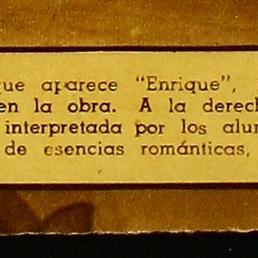 que aparece "Enrique",
en la obra. A la derech
interpretada por los alum
de esencias románticas,